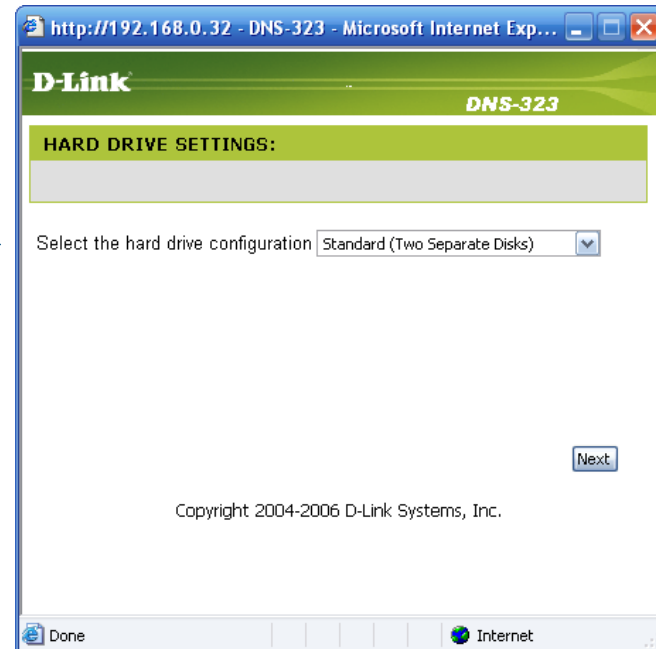 http://192.168.0.32 - DNS-323 - Microsoft Internet Exp...
D-Link
DNS-323
HARD DRIVE SETTINGS:
Select the hard drive configuration Standard (Two Separate Disks)
Next
Copyright 2004-2006 D-Link Systems, Inc.
Done Internet